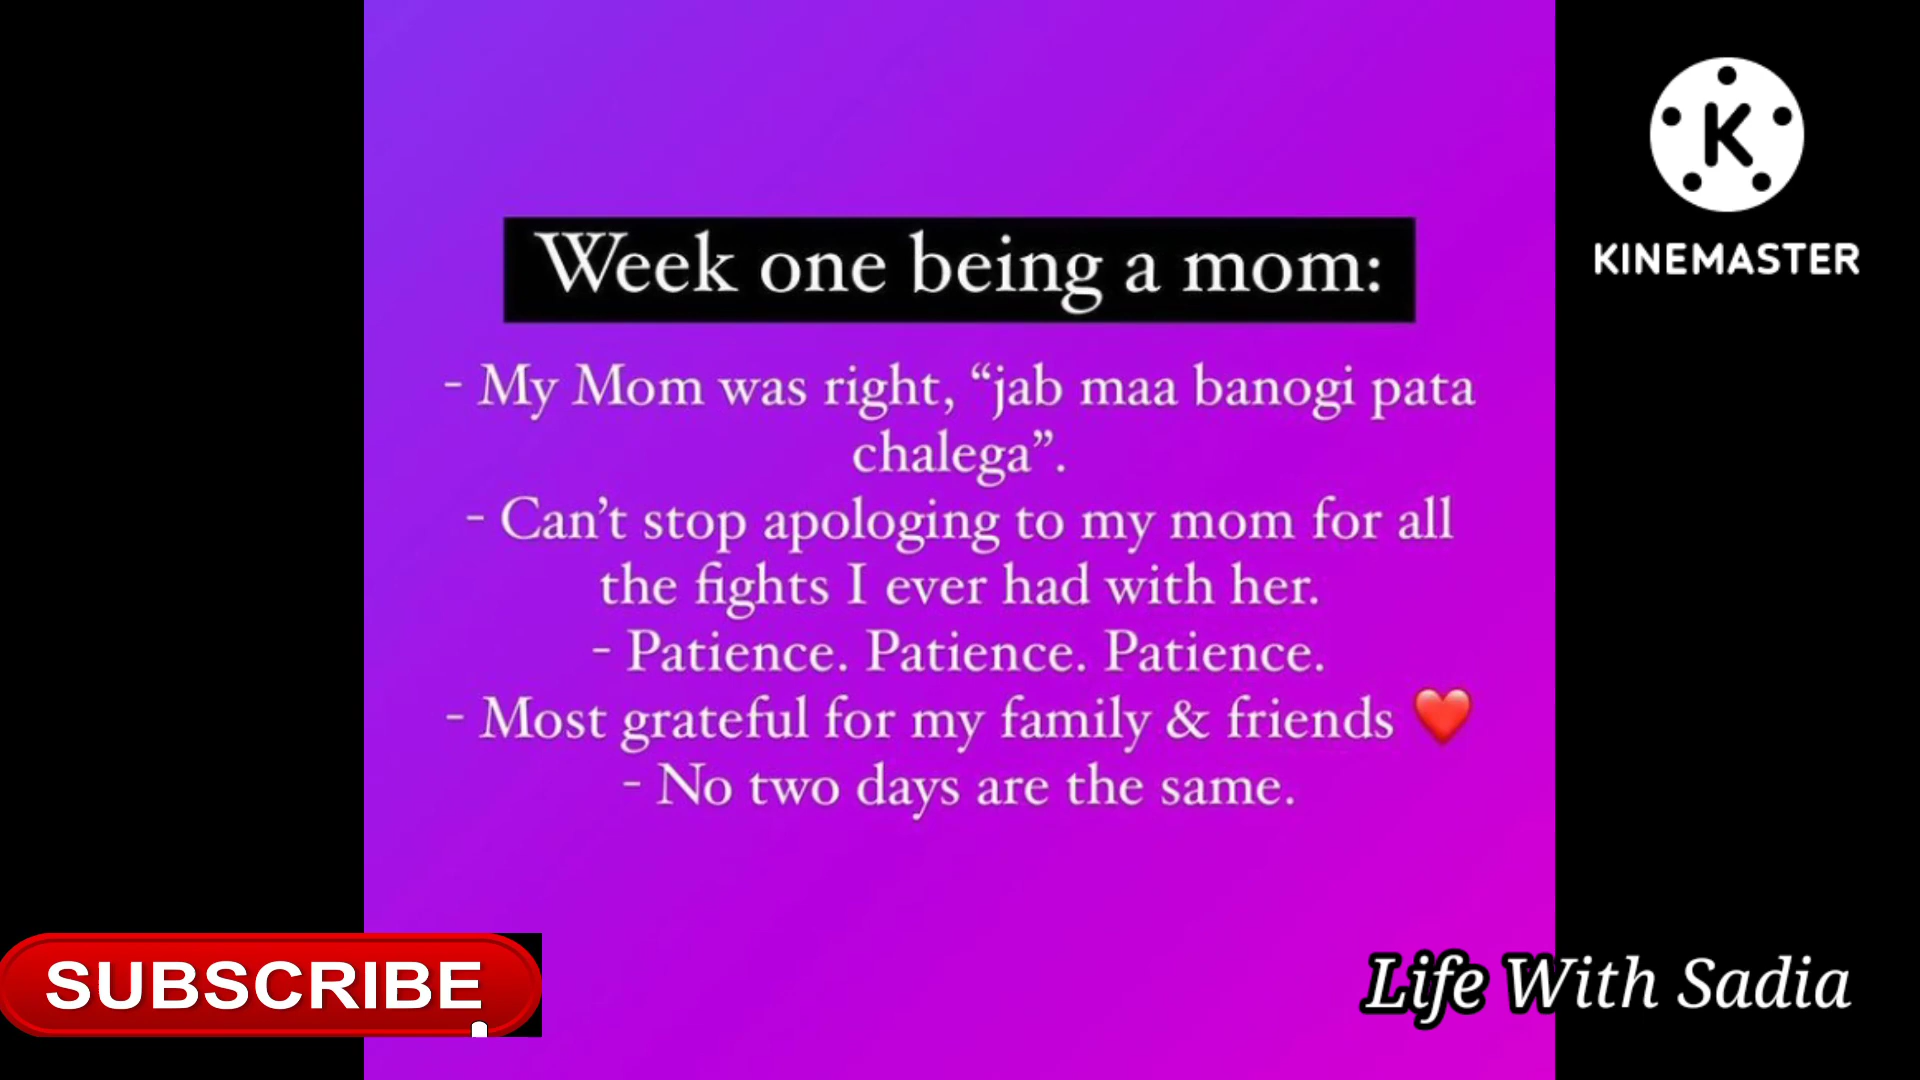 K
KINEMASTER
Week one being a mom:
- My Mom was right, “jab maa banogi pata
chalega”.
- Can’t stop apologing to my mom for all
the fights I ever had with her.
- Patience. Patience. Patience.
- Most grateful for my family & friends ❤️
- No two days are the same.
SUBSCRIBE
Life With Sadia